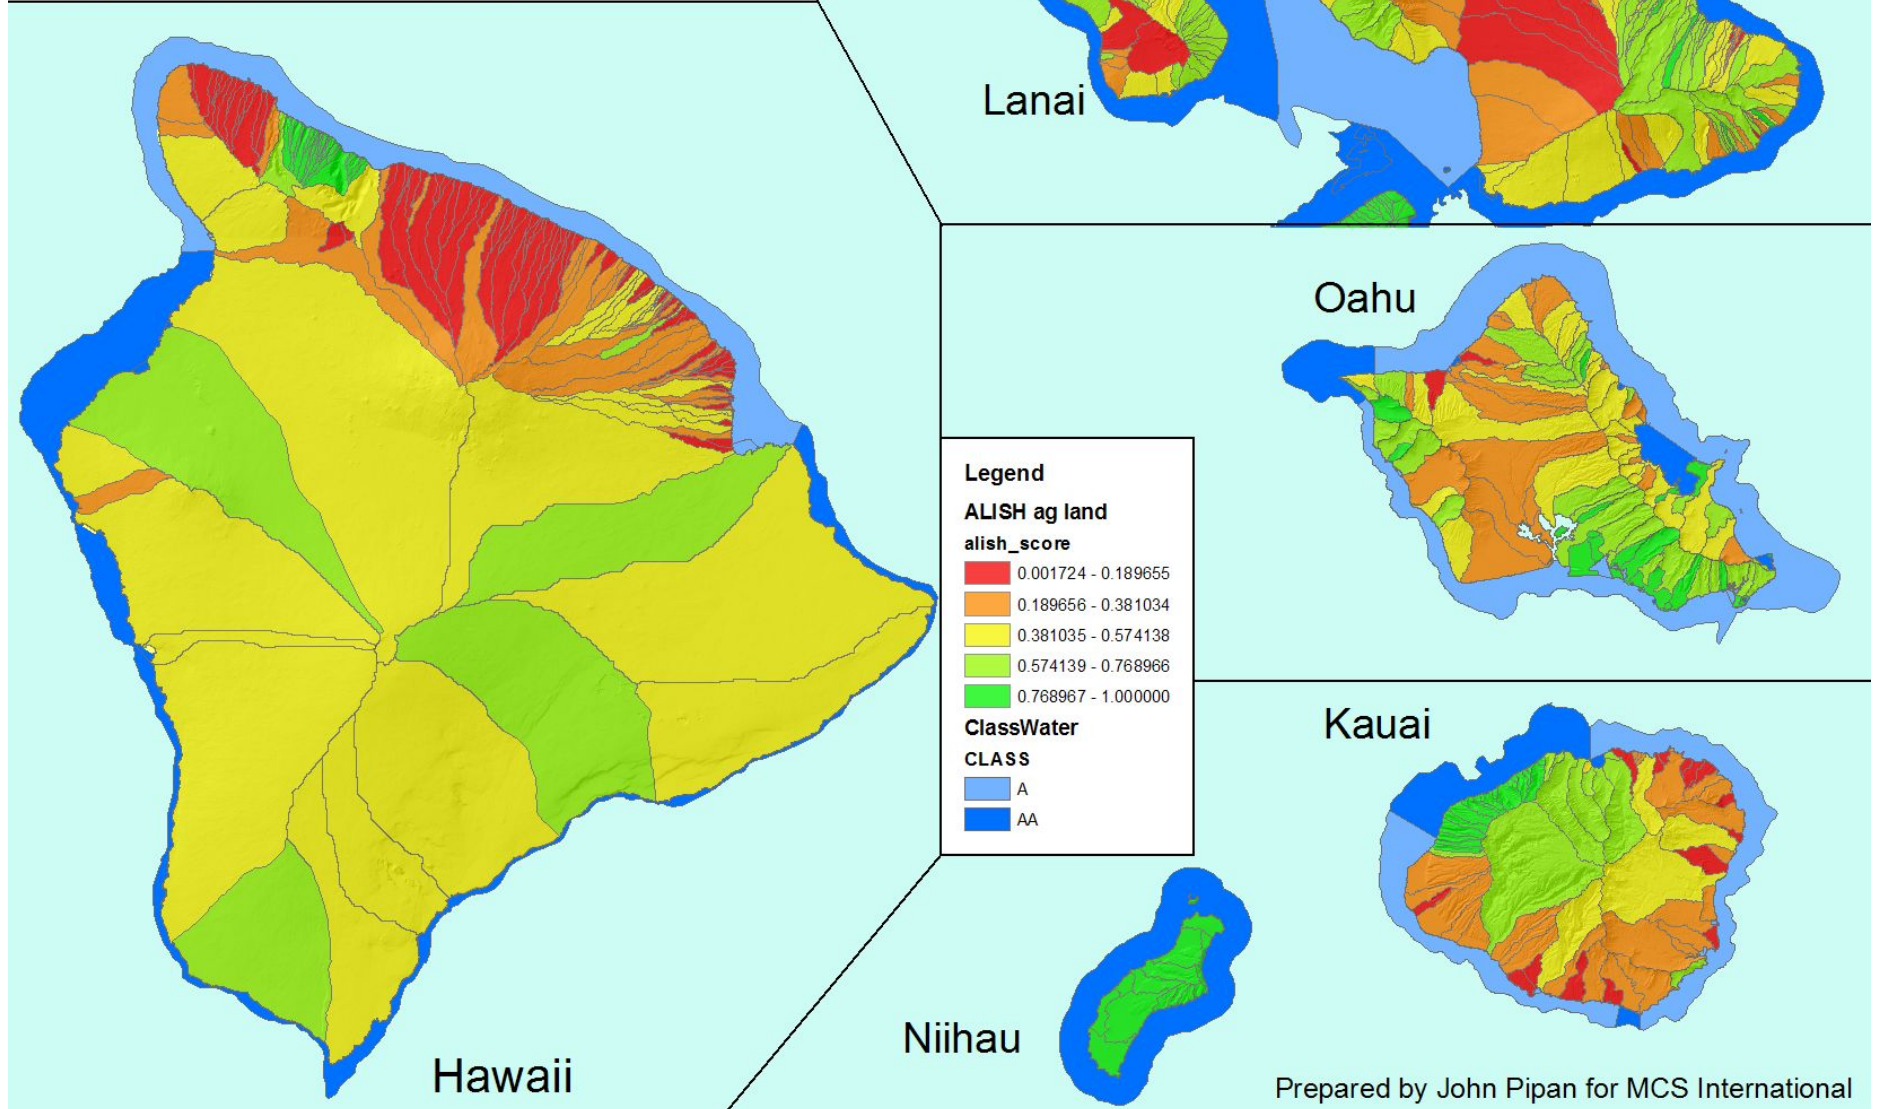 Lanai
Oahu
Legend
ALISH ag land
alish_score
0.001724 - 0.189655
0.189656 - 0.381034
0.381035 - 0.574138
0.574139 - 0.768966
0.768967 - 1.000000
ClassWater
CLASS
A
AA
Kauai
Niihau
Hawaii
Prepared by John Pipan for MCS International